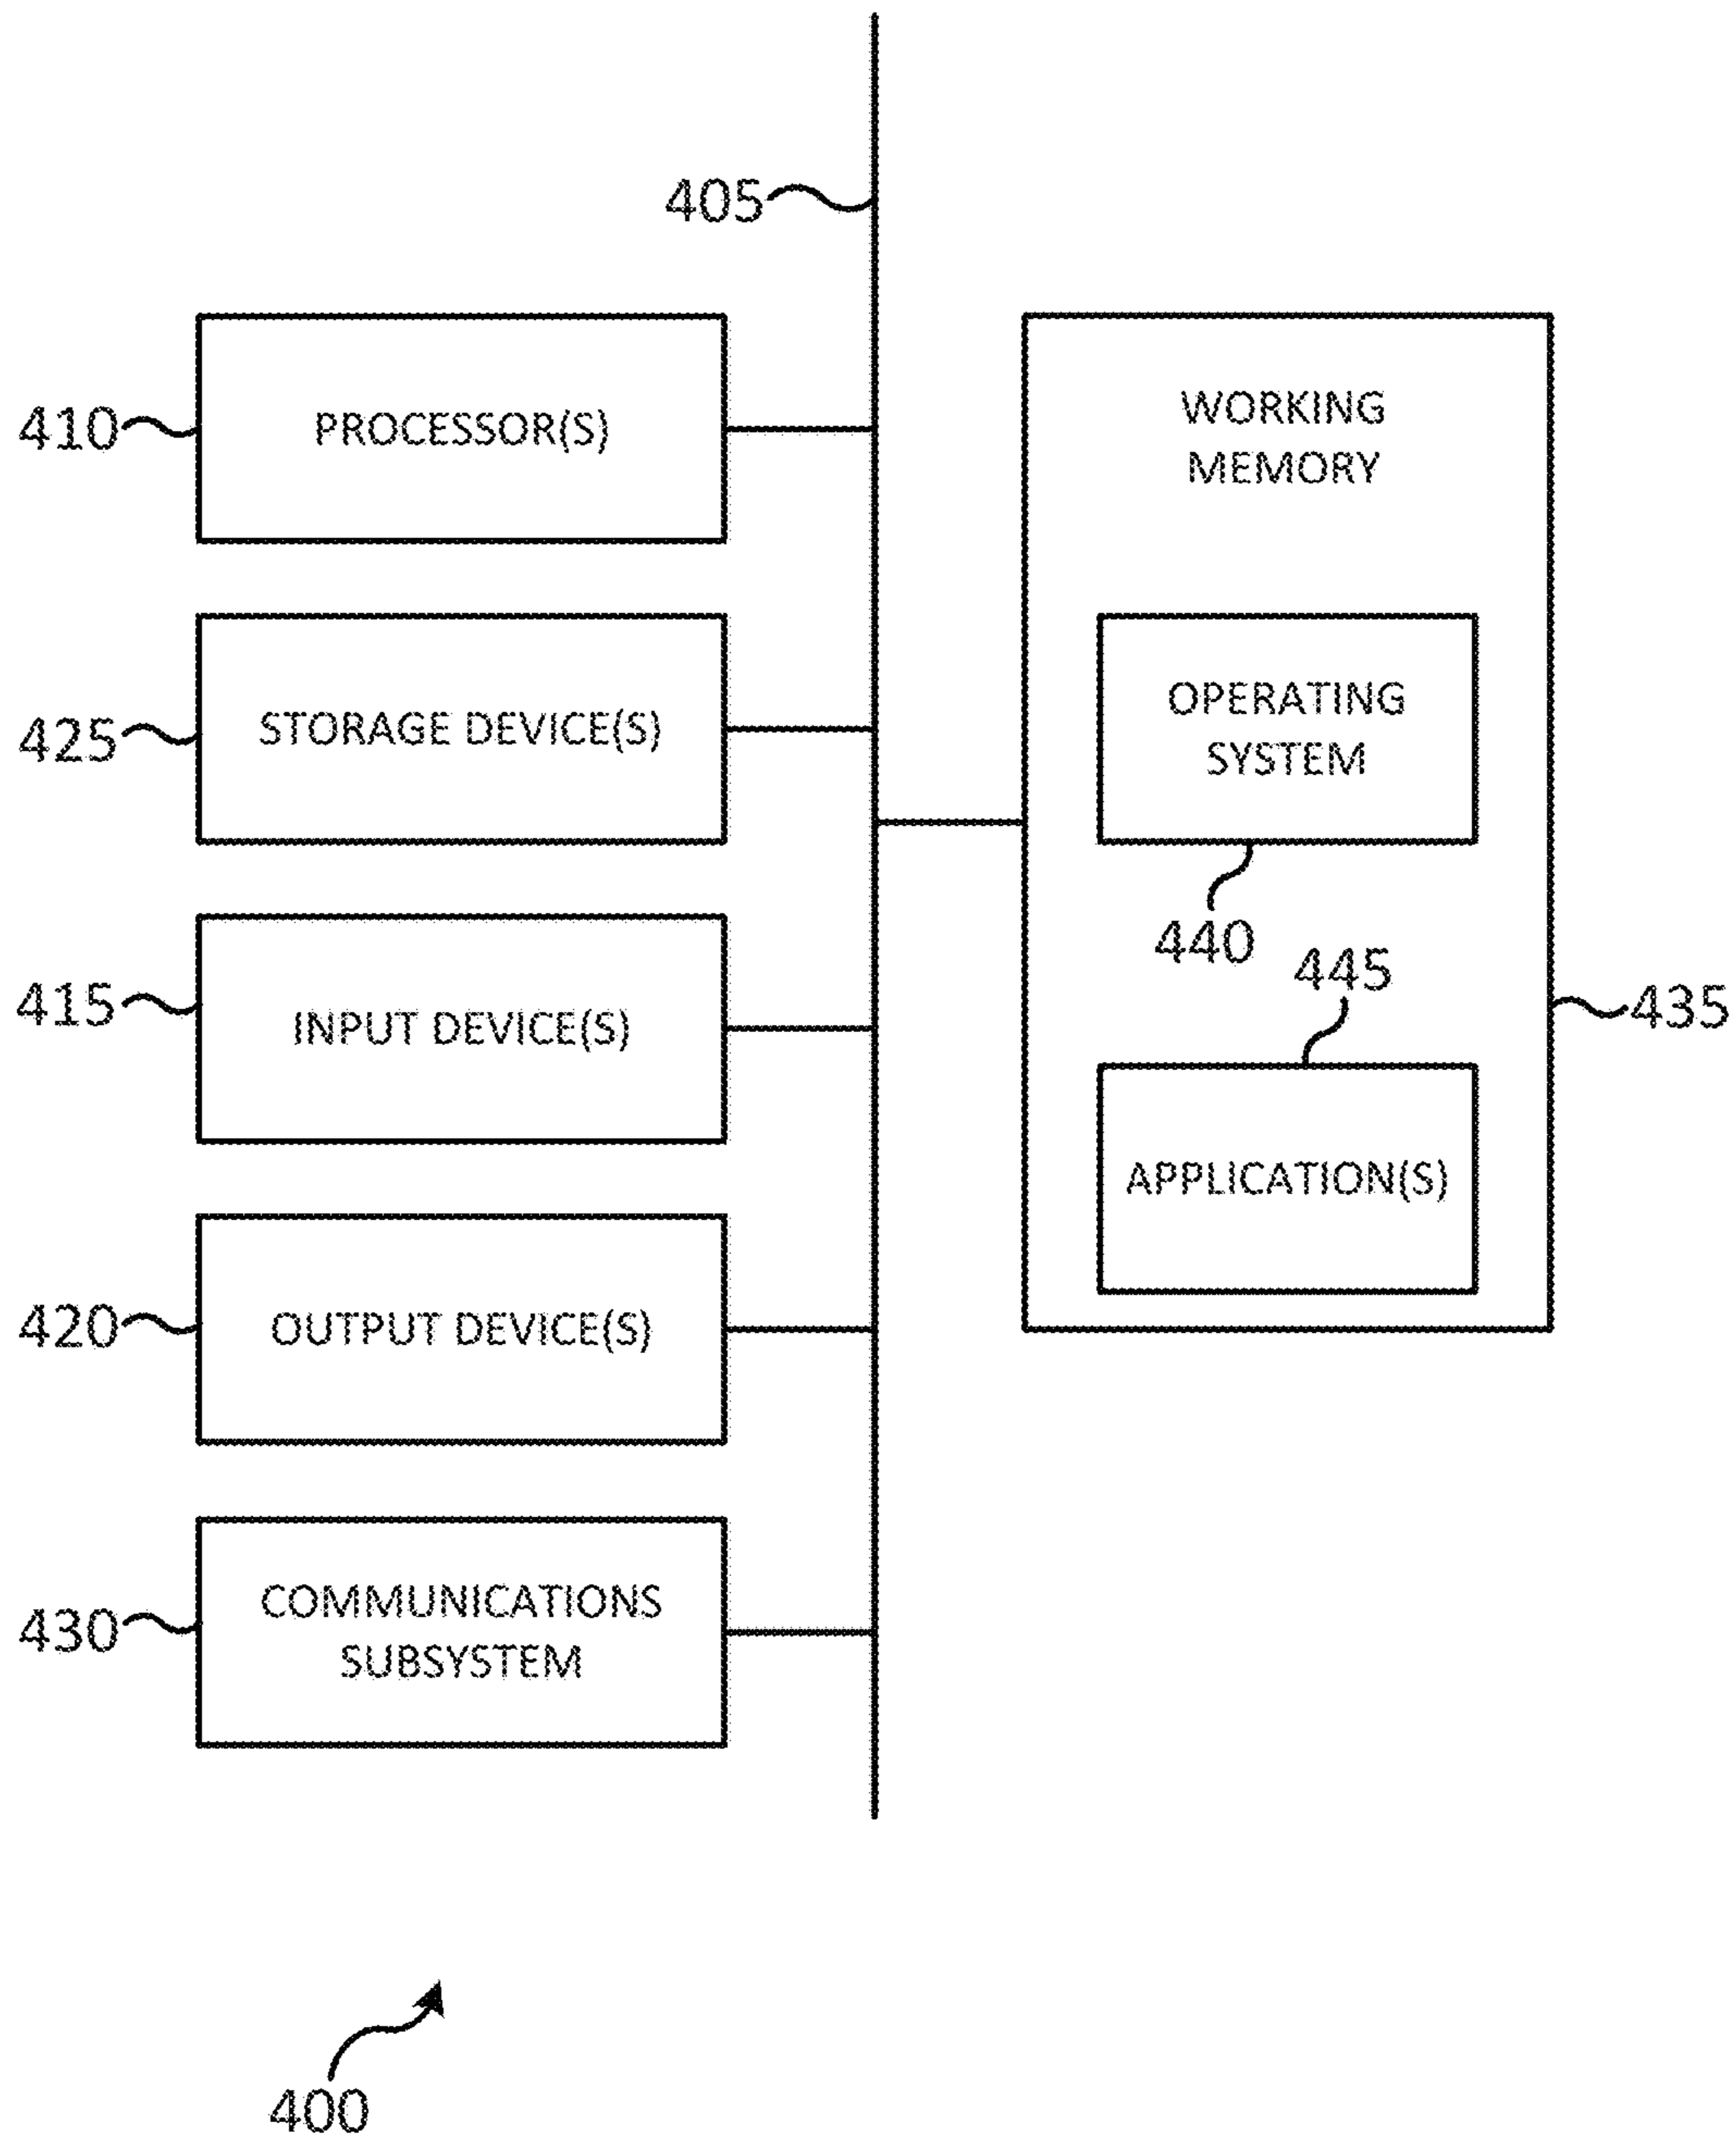 405
410
PROCESSOR(S)
WORKING
MEMORY
425
STORAGE DEVICE(S)
OPERATING
SYSTEM
440
445
415
INPUT DEVICE(S)
435
APPLICATION(S)
420
OUTPUT DEVICE(S)
430
COMMUNICATIONS
SUBSYSTEM
400